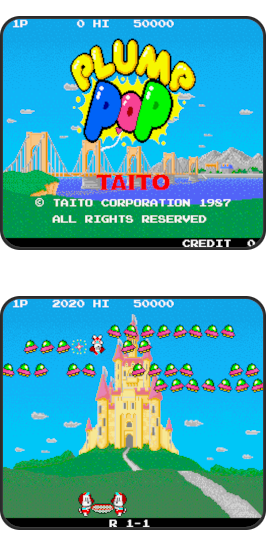 1P 0 HI 50000
PLUMP
POP
TAITO
© TAITO CORPORATION 1987
ALL RIGHTS RESERVED
CREDIT 0
1P 2020 HI 50000
R 1-1